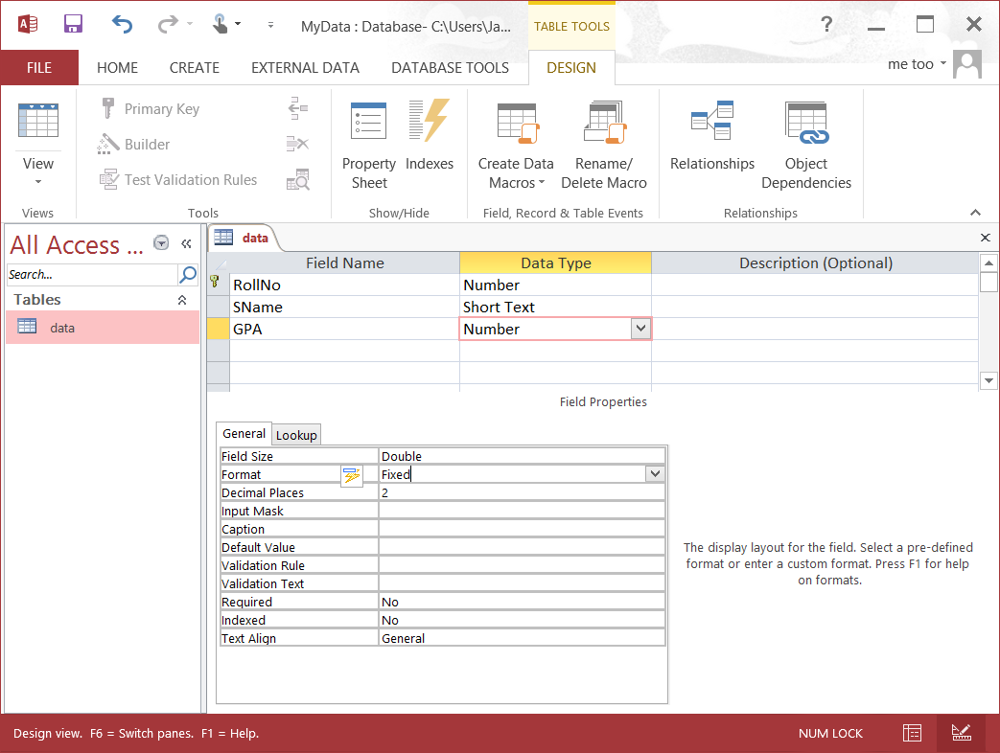 MyData : Database- C:\Users\Ja...
TABLE TOOLS
?
FILE
HOME
CREATE
EXTERNAL DATA
DATABASE TOOLS
DESIGN
me too
View
Views
Primary Key
Builder
Test Validation Rules
Tools
Property
Sheet
Indexes
Show/Hide
Create Data
Macros
Rename/
Delete Macro
Field, Record & Table Events
Relationships
Object
Dependencies
Relationships
All Access ...
Search...
Tables
data
data
Field Name Data Type Description (Optional)
RollNo Number
SName Short Text
GPA Number
Field Properties
General Lookup
Field Size Double
Format Fixed
Decimal Places 2
Input Mask
Caption
Default Value
Validation Rule
Validation Text
Required No
Indexed No
Text Align General
The display layout for the field. Select a pre-defined
format or enter a custom format. Press F1 for help
on formats.
Design view. F6 = Switch panes. F1 = Help.
NUM LOCK